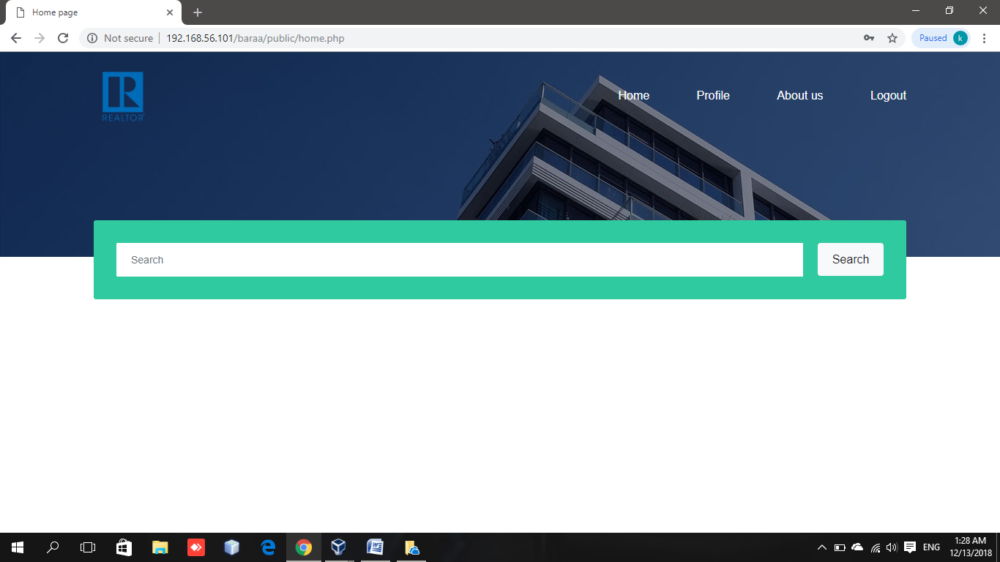 Home page
Not secure
192.168.56.101/baraa/public/home.php
Paused
k
REALTOR
Home
Profile
About us
Logout
Search
Search
ENG
1:28 AM
12/13/2018